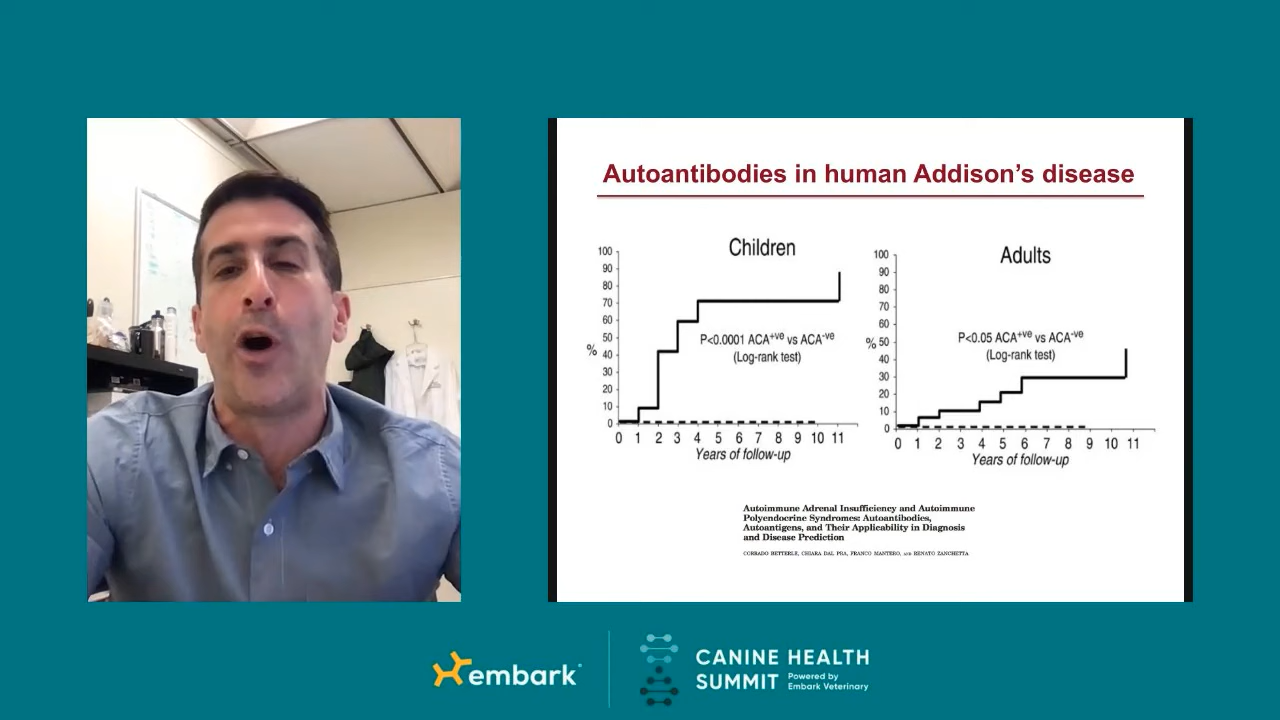 Autoantibodies in human Addison's disease
Children
100
90
80
70
60
50
40
30
20
10
0
%
P<0.0001 ACA+ve vs ACA-ve
(Log-rank test)
0 1 2 3 4 5 6 7 8 9 10 11
Years of follow-up
Adults
100
90
80
70
60
50
40
30
20
10
0
%
P<0.05 ACA+ve vs ACA-ve
(Log-rank test)
0 1 2 3 4 5 6 7 8 9 10 11
Years of follow-up
Autoimmune Adrenal Insufficiency and Autoimmune
Polyendocrine Syndromes: Autoantibodies,
Autoantigens, and Their Applicability in Diagnosis
and Disease Prediction
CORRADO BETTERLE, CHIARA DAL PRA, FRANCO MANTERO, AND RENATO ZANCHETTA
embark
CANINE HEALTH
SUMMIT
Powered by
Embark Veterinary